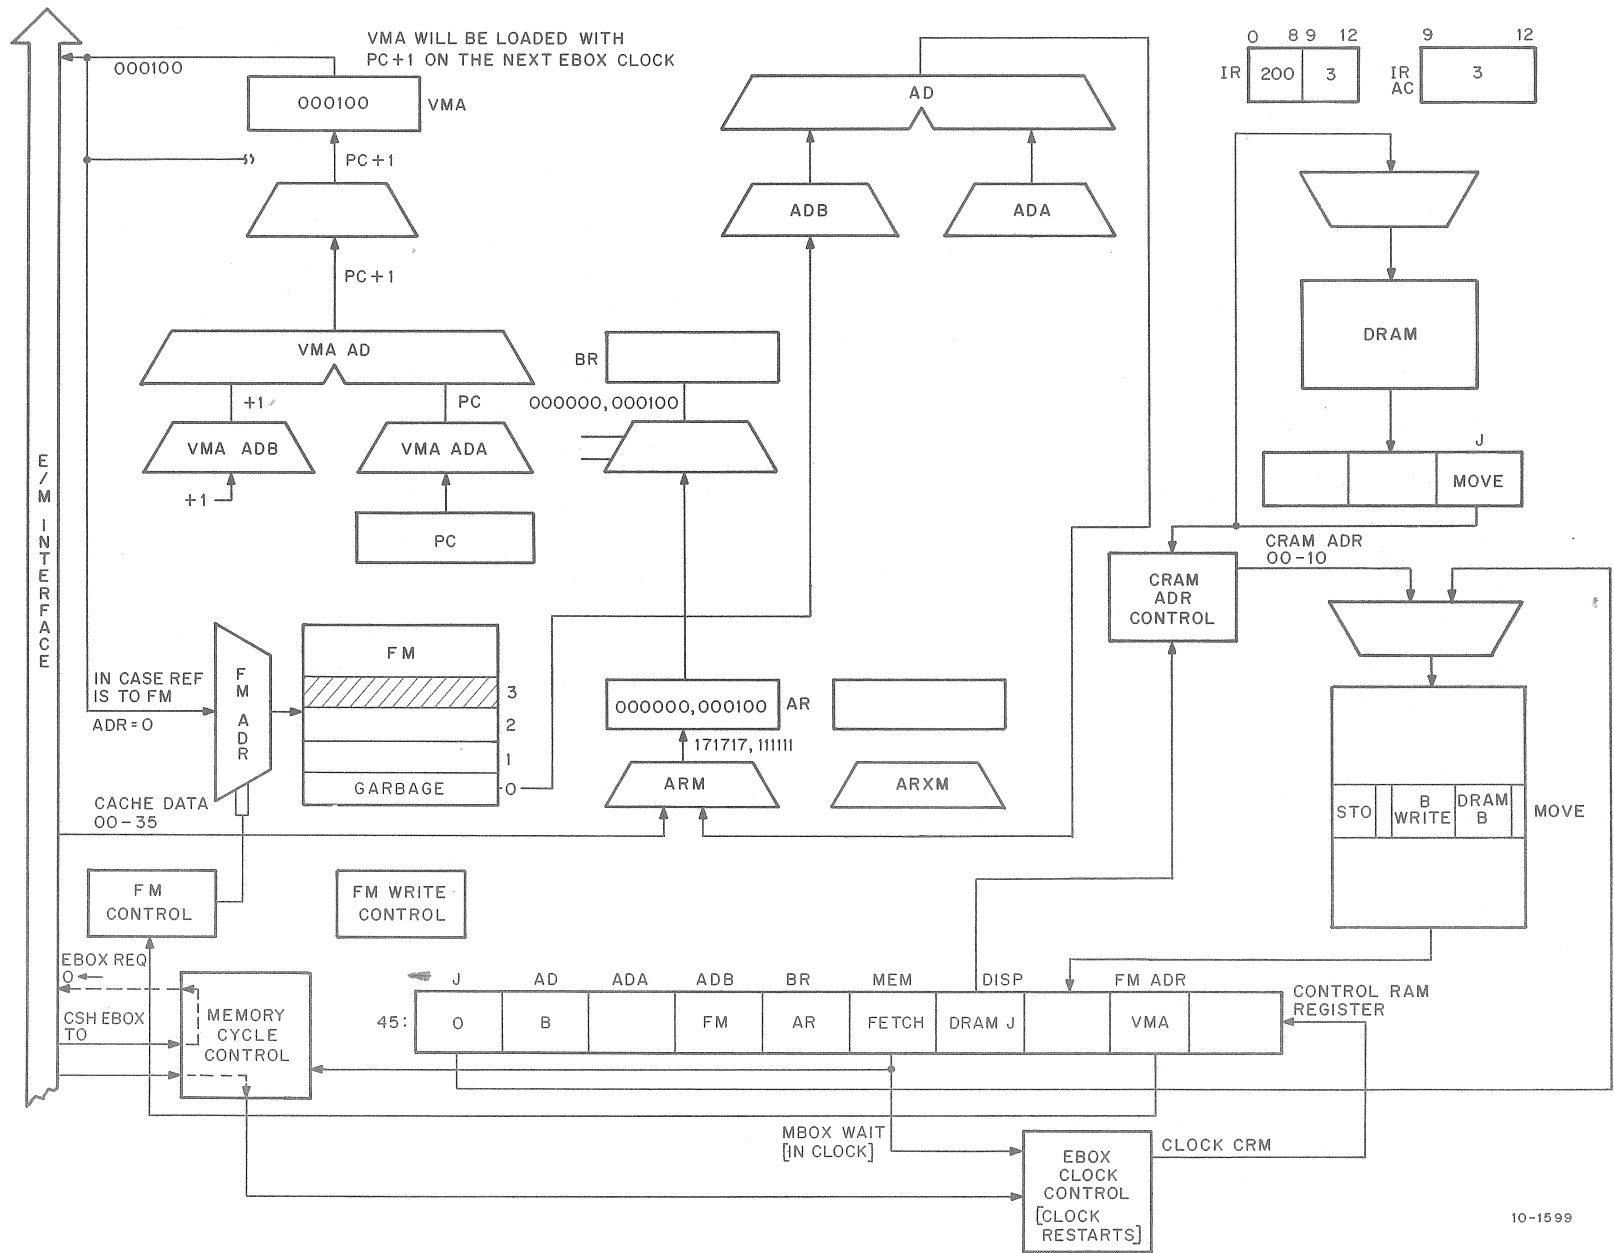 VMA WILL BE LOADED WITH
PC+1 ON THE NEXT EBOX CLOCK
000100
000100
VMA
PC+1
PC+1
VMA AD
+1
PC
VMA ADB
VMA ADA
+1
PC
AD
ADB
ADA
BR
000000,000100
0 8 9 12
IR 200 3
9 12
IR
AC
3
DRAM
J
MOVE
CRAM ADR
00-10
CRAM
ADR
CONTROL
E/M INTERFACE
IN CASE REF
IS TO FM
ADR=0
FM ADR
FM
3
2
1
GARBAGE
0
000000,000100
AR
171717,111111
ARM
ARXM
CACHE DATA
00-35
STO
B
WRITE
DRAM
B
MOVE
FM
CONTROL
FM WRITE
CONTROL
EBOX REQ
0
CSH EBOX
TO
MEMORY
CYCLE
CONTROL
J AD ADA ADB BR MEM DISP FM ADR
45: 0 B FM AR FETCH DRAM J VMA
CONTROL RAM
REGISTER
MBOX WAIT
[IN CLOCK]
EBOX
CLOCK
CONTROL
[CLOCK
RESTARTS]
CLOCK CRM
10-1599